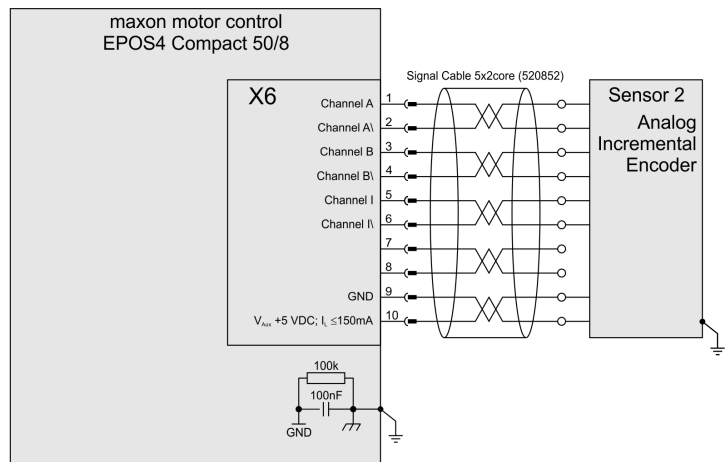 maxon motor control
EPOS4 Compact 50/8
Signal Cable 5x2core (520852)
X6
Sensor 2
Analog
Incremental
Encoder
Channel A 1
Channel A\ 2
Channel B 3
Channel B\ 4
Channel I 5
Channel I\ 6
7
8
GND 9
VAux +5 VDC; IL ≤150mA 10
100k
100nF
GND